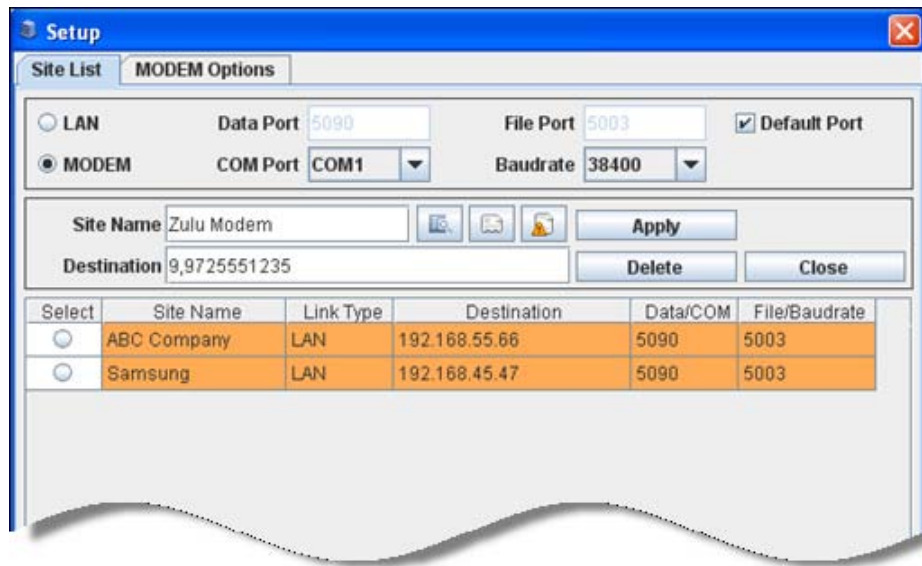 Setup
Site List MODEM Options
LAN Data Port 5090 File Port 5003 Default Port
MODEM COM Port COM1 Baudrate 38400
Site Name Zulu Modem Apply
Destination 9,9725551235 Delete Close
Select Site Name Link Type Destination Data/COM File/Baudrate
ABC Company LAN 192.168.55.66 5090 5003
Samsung LAN 192.168.45.47 5090 5003